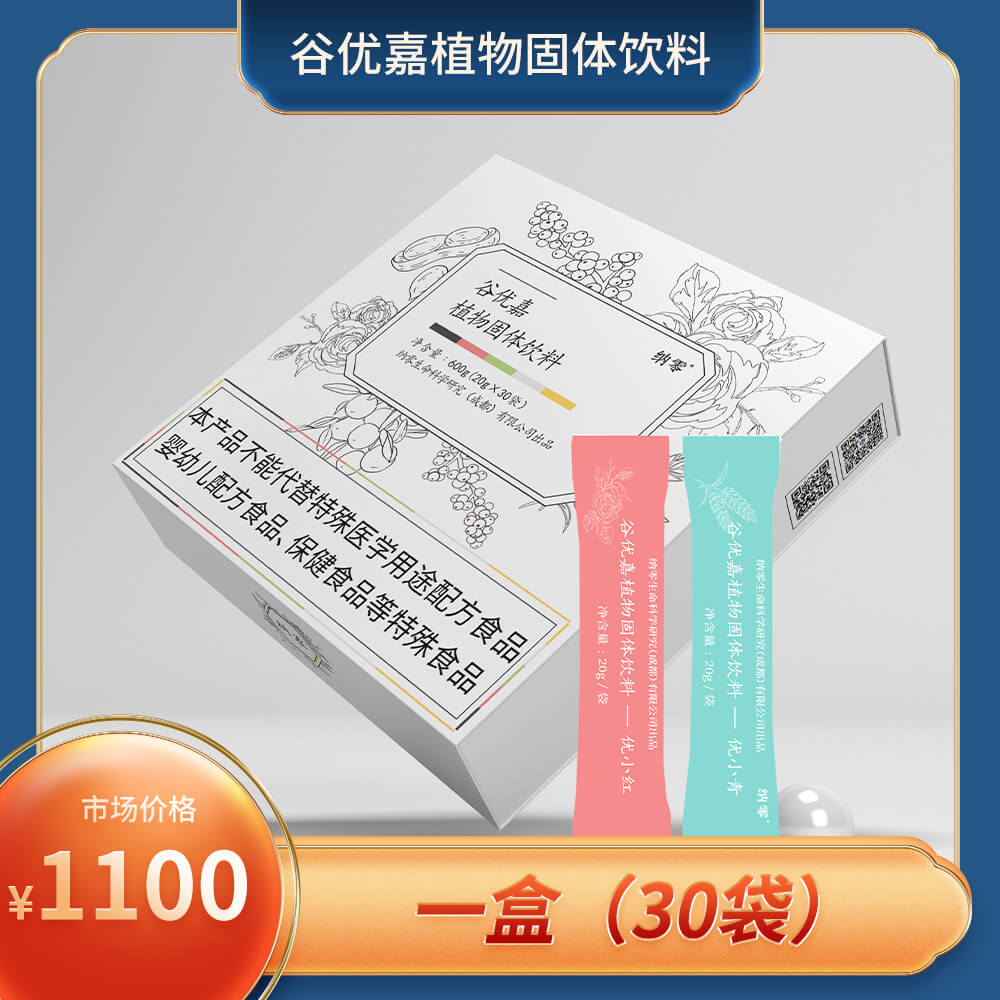 谷优嘉植物固体饮料
谷优嘉
植物固体饮料
净含量：600g（20g X 30袋）
纳零生命科学研究（成都）有限公司出品
纳零®
本产品不能代替特殊医学用途配方食品
婴幼儿配方食品、保健食品等特殊食品
谷优嘉植物固体饮料 — 优小红
纳零生命科学研究(成都)有限公司出品
净含量：20g / 袋
谷优嘉植物固体饮料 — 优小青
纳零生命科学研究(成都)有限公司出品
净含量：20g / 袋
纳零®
市场价格
¥1100
一盒（30袋）